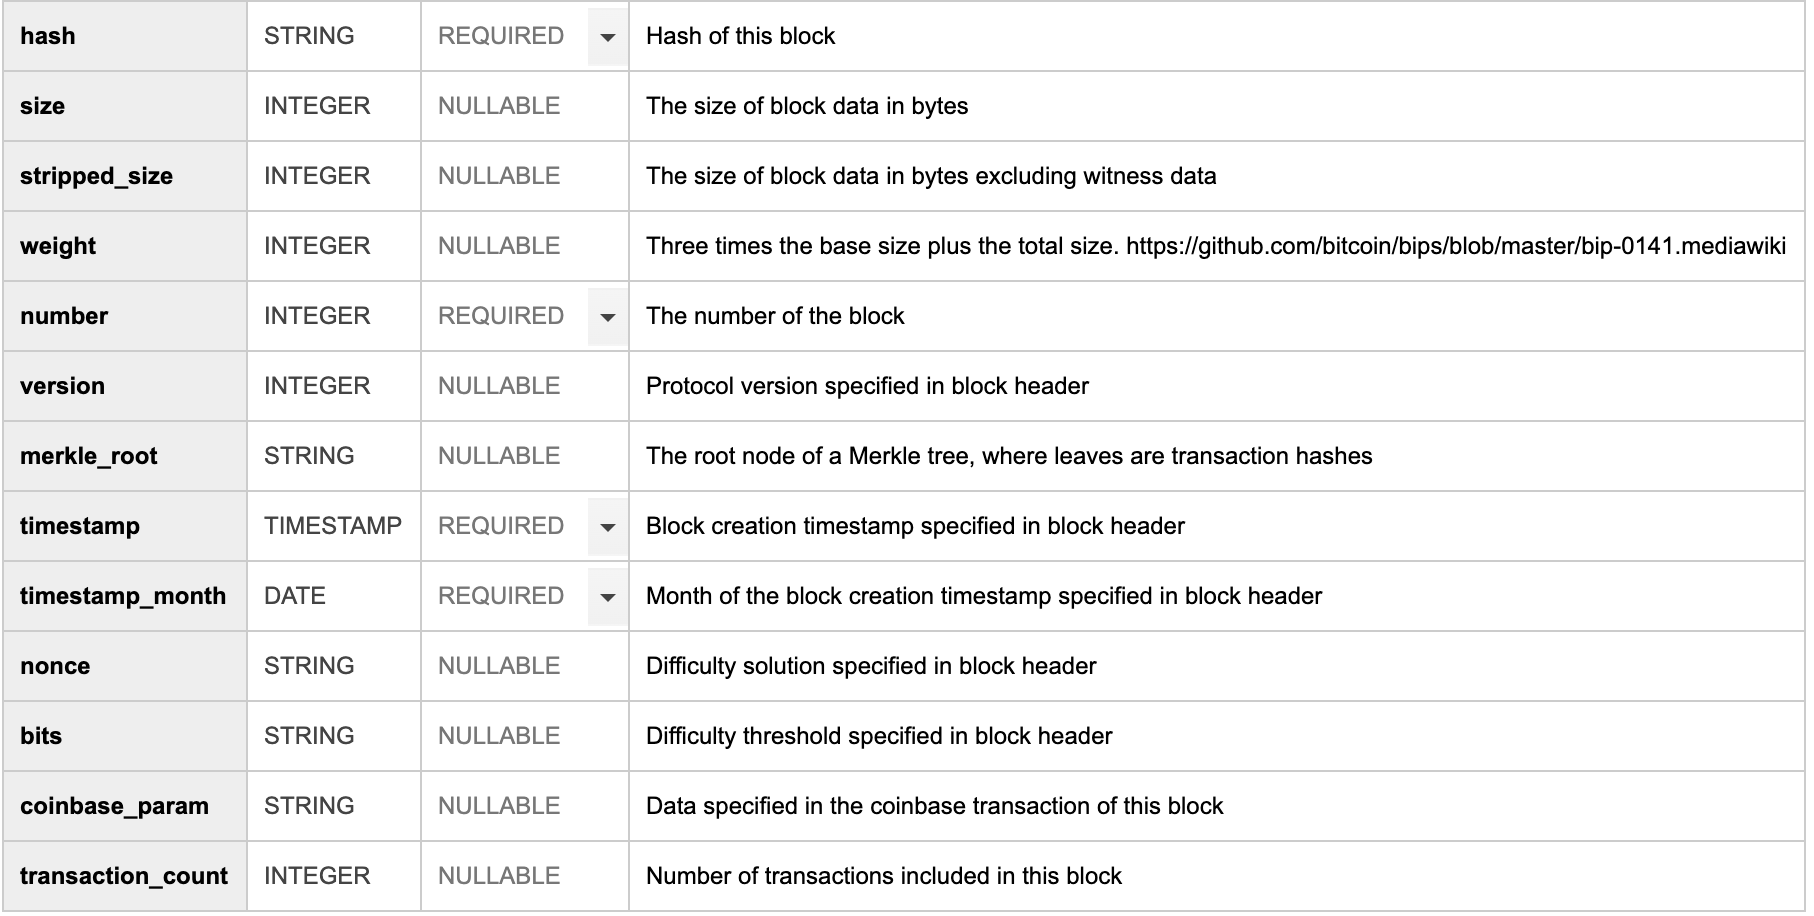 hash STRING REQUIRED Hash of this block
size INTEGER NULLABLE The size of block data in bytes
stripped_size INTEGER NULLABLE The size of block data in bytes excluding witness data
weight INTEGER NULLABLE Three times the base size plus the total size. https://github.com/bitcoin/bips/blob/master/bip-0141.mediawiki
number INTEGER REQUIRED The number of the block
version INTEGER NULLABLE Protocol version specified in block header
merkle_root STRING NULLABLE The root node of a Merkle tree, where leaves are transaction hashes
timestamp TIMESTAMP REQUIRED Block creation timestamp specified in block header
timestamp_month DATE REQUIRED Month of the block creation timestamp specified in block header
nonce STRING NULLABLE Difficulty solution specified in block header
bits STRING NULLABLE Difficulty threshold specified in block header
coinbase_param STRING NULLABLE Data specified in the coinbase transaction of this block
transaction_count INTEGER NULLABLE Number of transactions included in this block